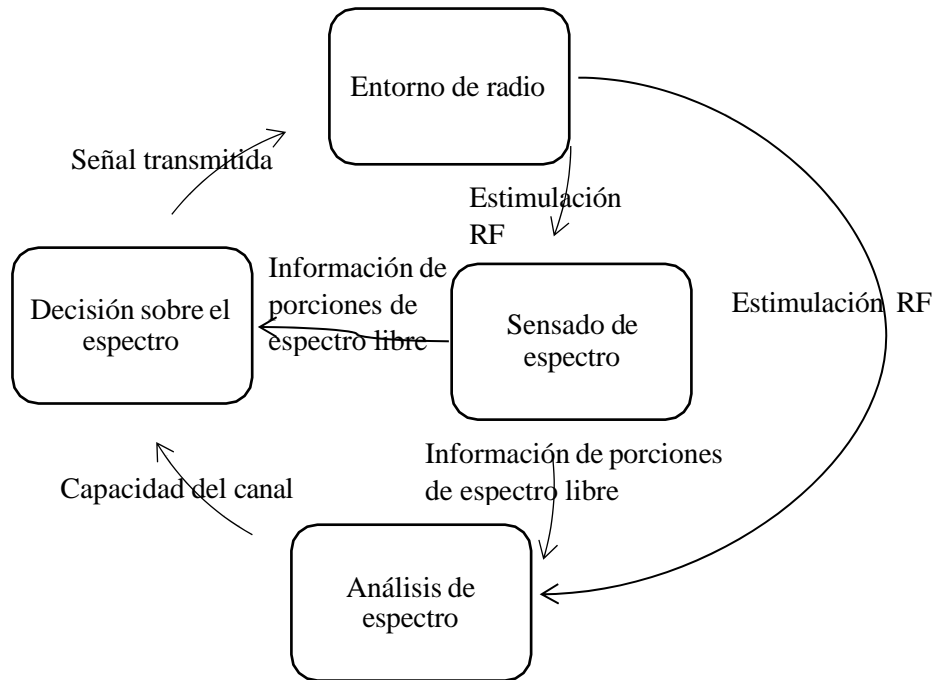 Entorno de radio
Señal transmitida
Estimulación
RF
Información de
porciones de
espectro libre
Decisión sobre el
espectro
Sensado de
espectro
Estimulación RF
Información de porciones
de espectro libre
Capacidad del canal
Análisis de
espectro